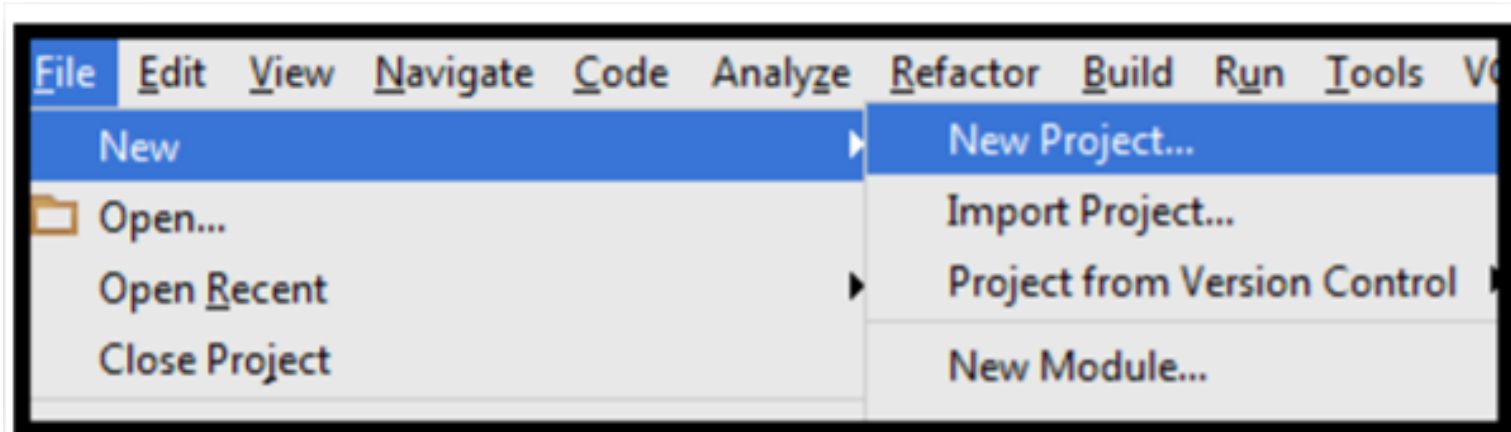 File Edit View Navigate Code Analyze Refactor Build Run Tools
New
Open...
Open Recent
Close Project
New Project...
Import Project...
Project from Version Control
New Module...